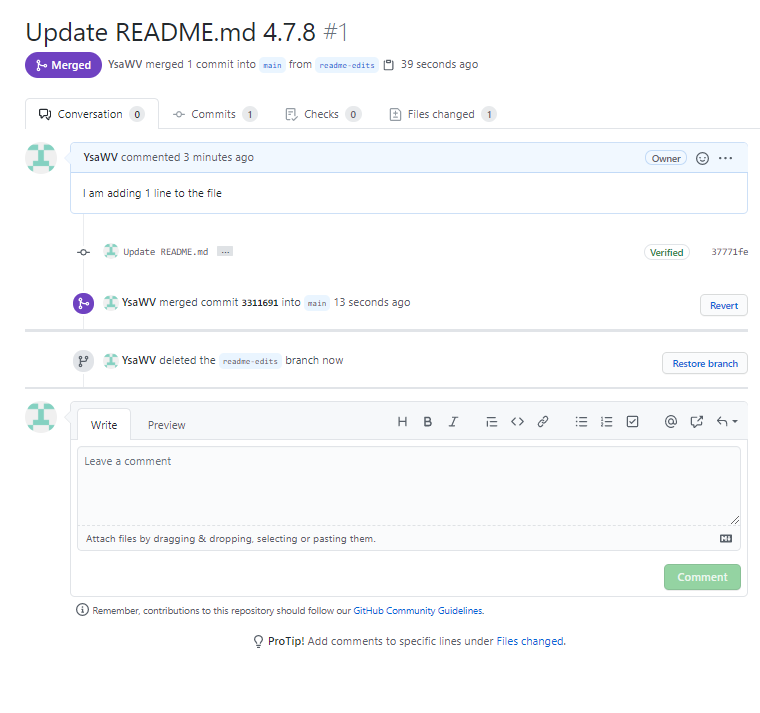 Update README.md 4.7.8 #1
Merged YsaWV merged 1 commit into main from readme-edits 39 seconds ago
Conversation 0 Commits 1 Checks 0 Files changed 1
YsaWV commented 3 minutes ago Owner
I am adding 1 line to the file
Update README.md Verified 37771fe
YsaWV merged commit 3311691 into main 13 seconds ago Revert
YsaWV deleted the readme-edits branch now Restore branch
Write Preview H B I
Leave a comment
Attach files by dragging & dropping, selecting or pasting them.
Comment
Remember, contributions to this repository should follow our GitHub Community Guidelines.
ProTip! Add comments to specific lines under Files changed.